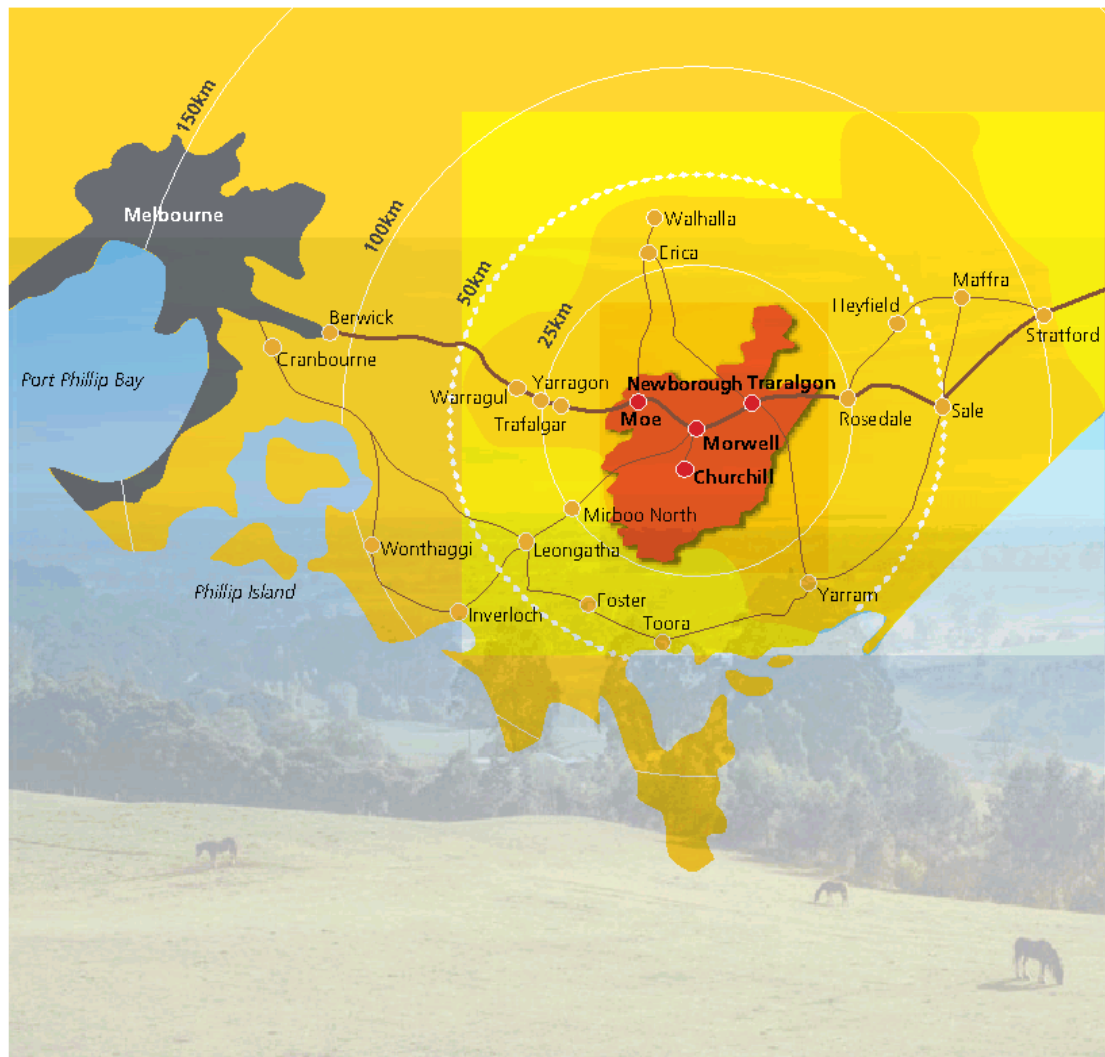 150km
Melbourne
100km
Walhalla
50km
Erica
Maffra
Heyfield
25km
Berwick
Stratford
Cranbourne
Port Phillip Bay
Yarragon
Newborough
Traralgon
Warragul
Trafalgar
Moe
Rosedale
Sale
Morwell
Churchill
Mirboo North
Wonthaggi
Leongatha
Phillip Island
Foster
Yarram
Inverloch
Toora